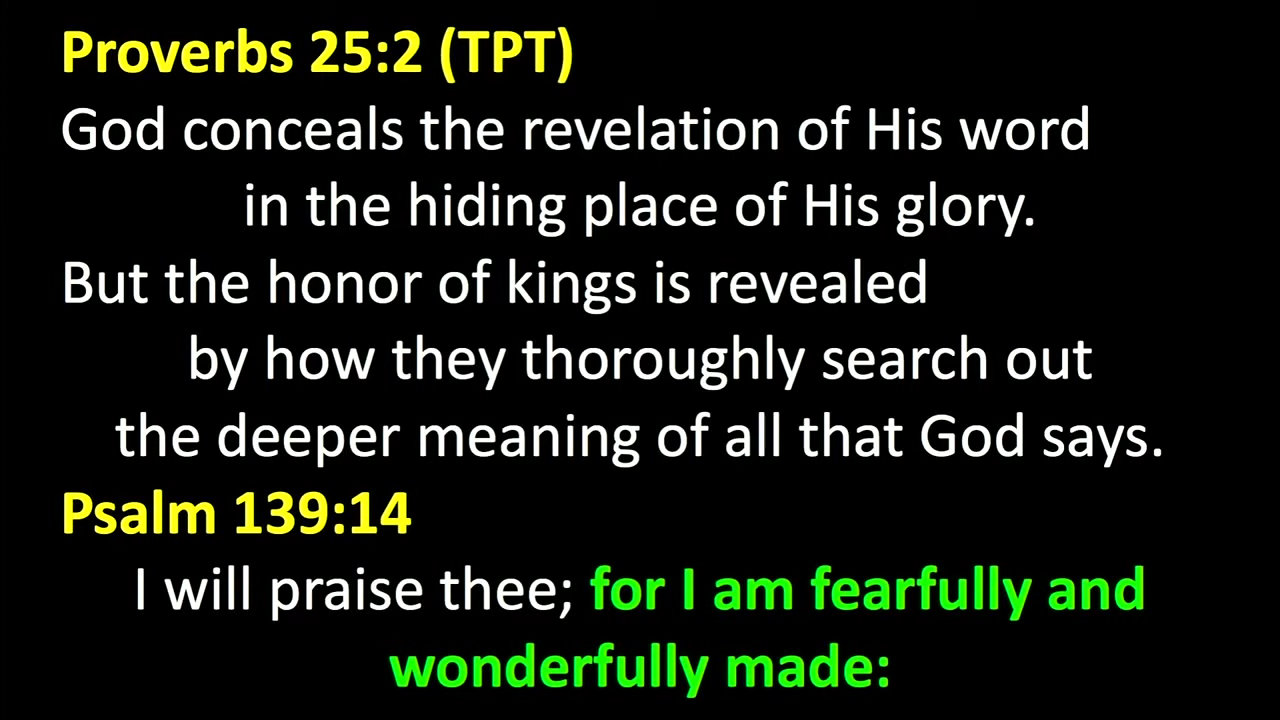 Proverbs 25:2 (TPT)
God conceals the revelation of His word
in the hiding place of His glory.
But the honor of kings is revealed
by how they thoroughly search out
the deeper meaning of all that God says.
Psalm 139:14
I will praise thee; for I am fearfully and
wonderfully made: